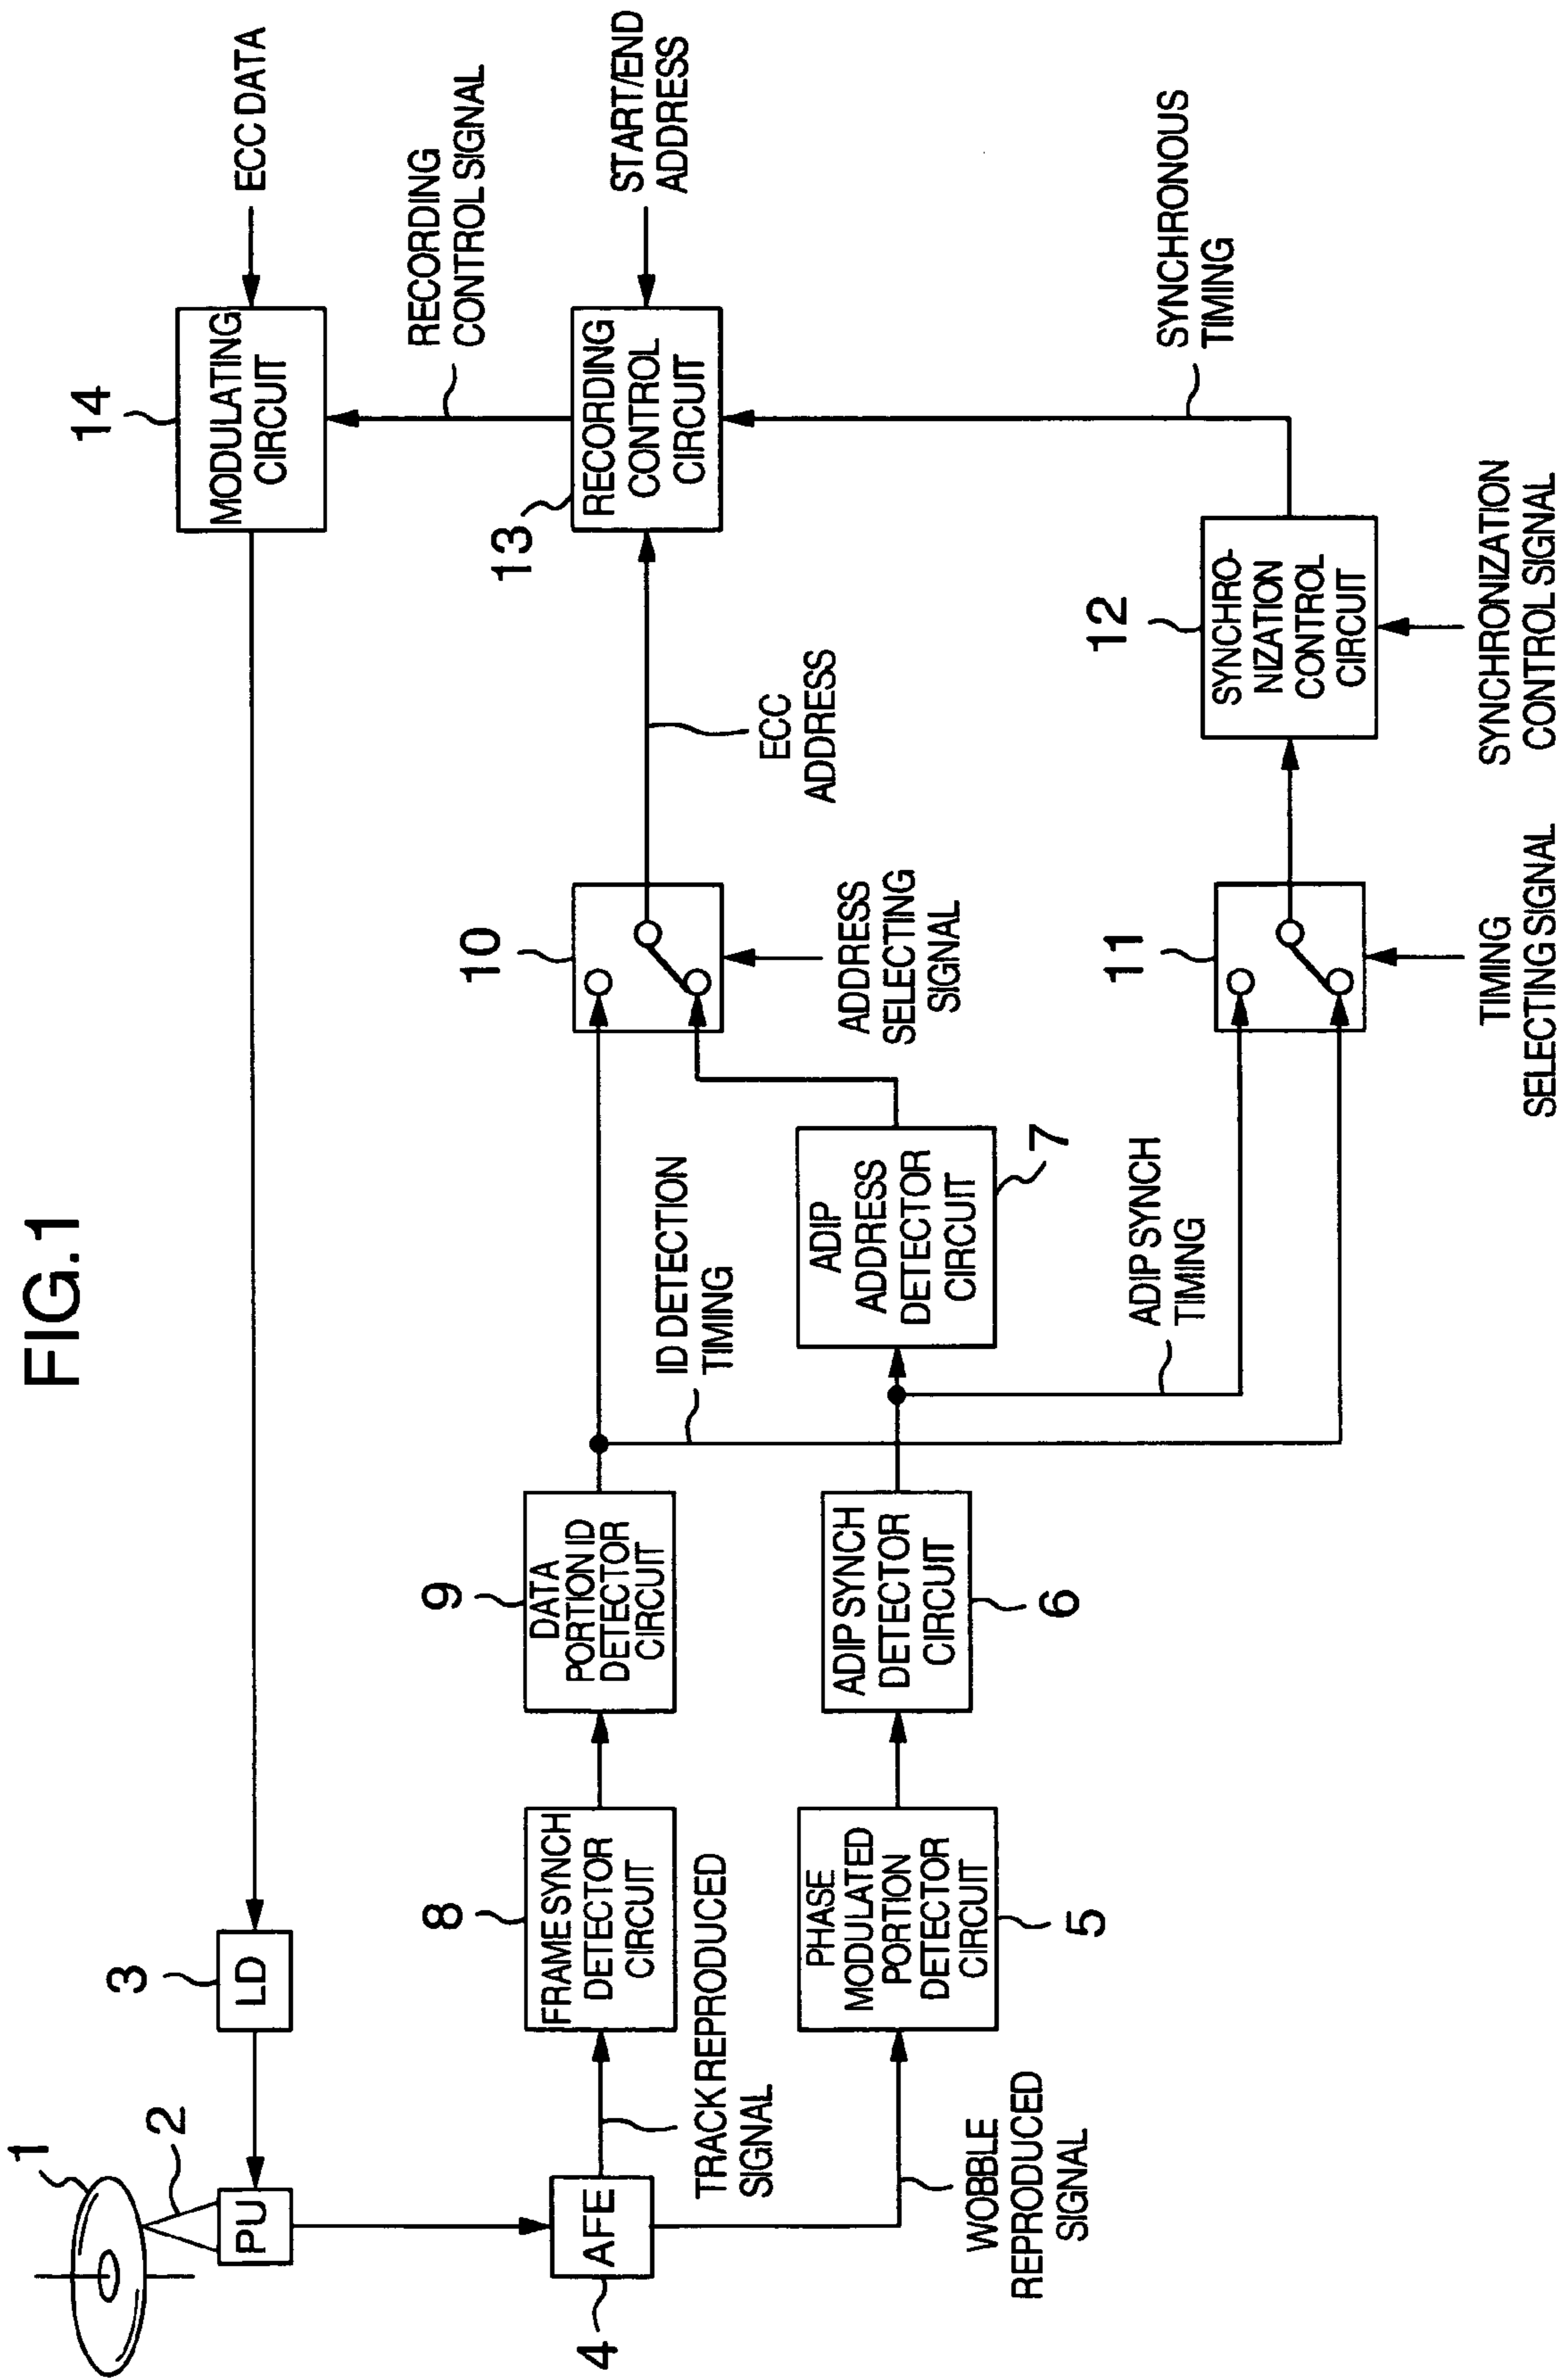 FIG.1
1
2
PU
3
LD
14
MODULATING
CIRCUIT
ECC DATA
RECORDING
CONTROL SIGNAL
4
AFE
TRACK REPRODUCED
SIGNAL
8
FRAME SYNCH
DETECTOR
CIRCUIT
9
DATA
PORTION ID
DETECTOR
CIRCUIT
ID DETECTION
TIMING
10
ADDRESS
SELECTING
SIGNAL
ECC
ADDRESS
13
RECORDING
CONTROL
CIRCUIT
START/END
ADDRESS
WOBBLE
REPRODUCED
SIGNAL
PHASE
MODULATED
PORTION
DETECTOR
CIRCUIT
5
ADIP SYNCH
DETECTOR
CIRCUIT
6
ADIP
ADDRESS
DETECTOR
CIRCUIT
7
ADIP SYNCH
TIMING
11
TIMING
SELECTING SIGNAL
12
SYNCHRO-
NIZATION
CONTROL
CIRCUIT
SYNCHRONIZATION
CONTROL SIGNAL
SYNCHRONOUS
TIMING